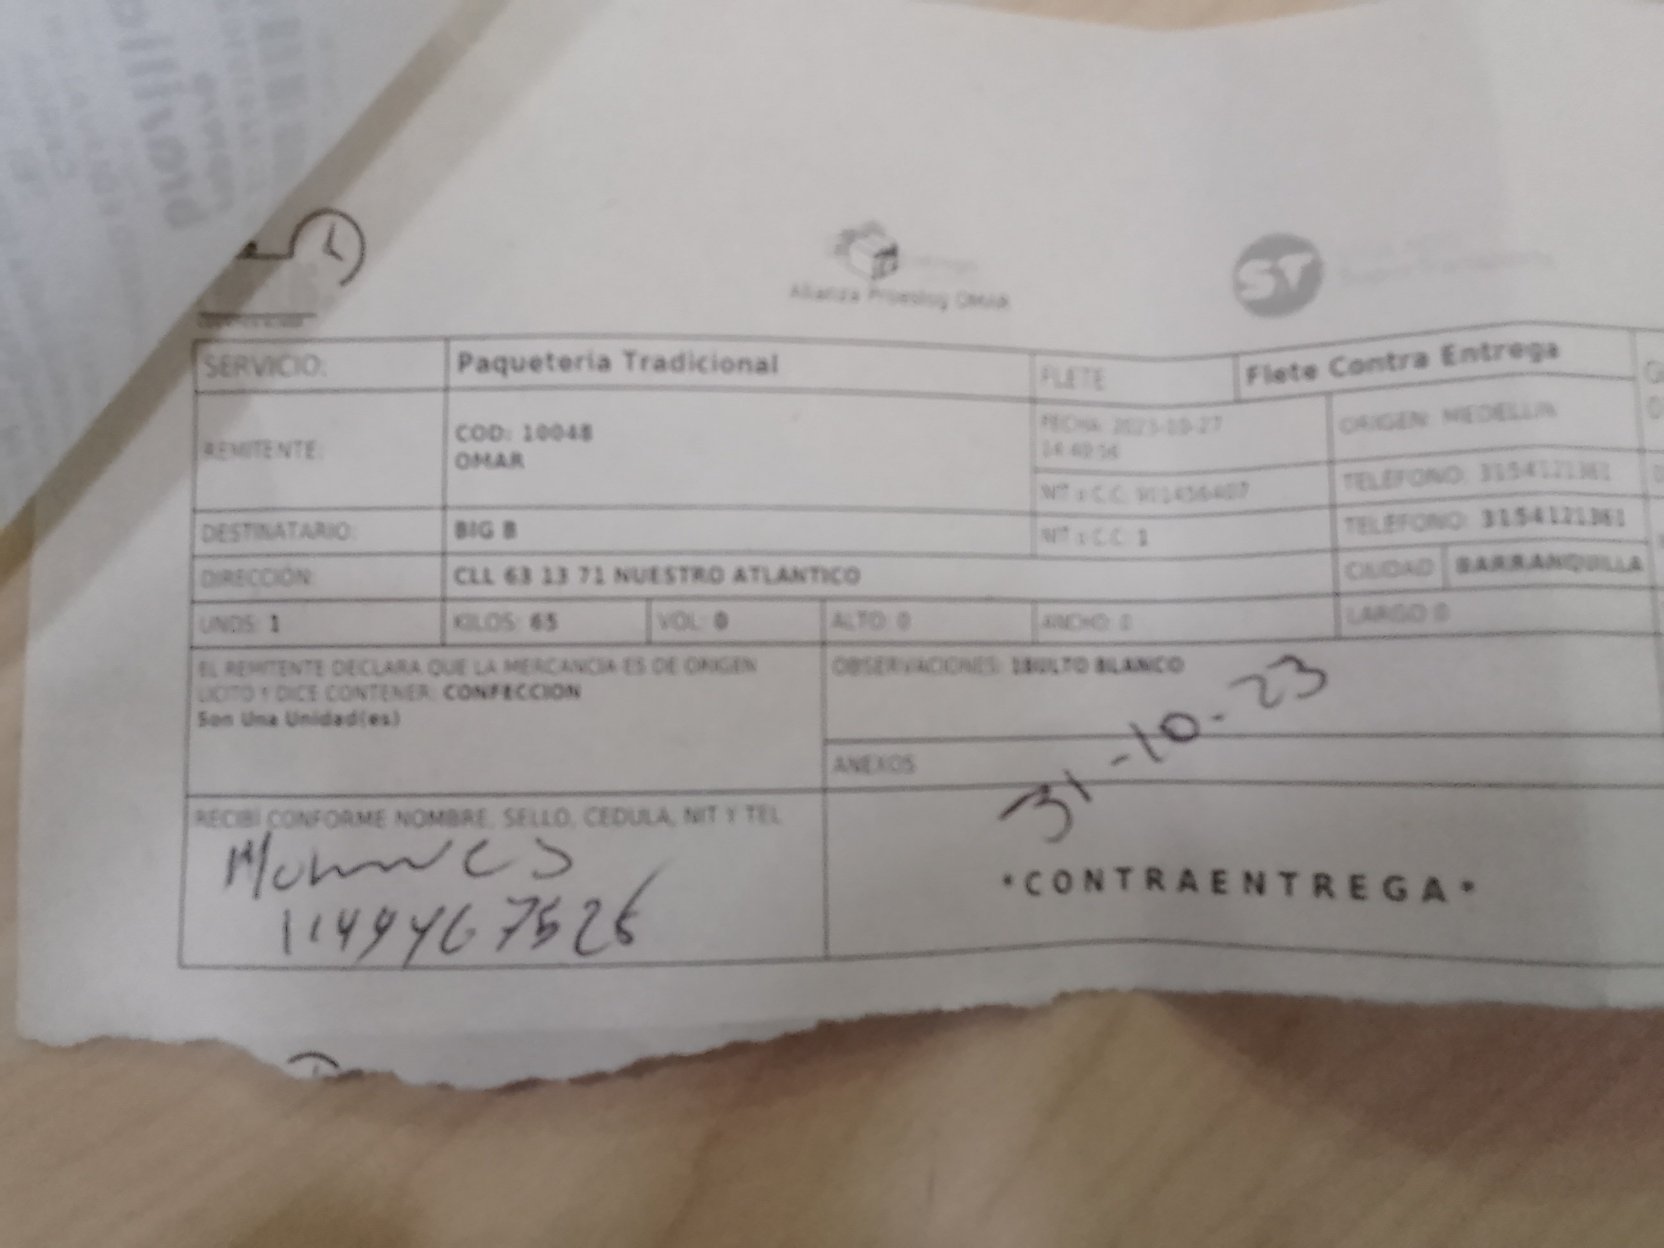 Alianza Proeslog OMAR
ST
SERVICIO: Paqueteria Tradicional FLETE Flete Contra Entrega
REMITENTE: COD: 10048
OMAR
FECHA: 2023-10-27
ORIGEN: MEDELLIN
TELEFONO: 3154121361
DESTINATARIO: BIG B NIT o C.C: 1 TELEFONO: 3154121361
DIRECCION: CLL 63 13 71 NUESTRO ATLANTICO CIUDAD BARRANQUILLA
UNDS: 1 KILOS: 65 VOL: 0 ALTO: 0 ANCHO: 0 LARGO 0
EL REMITENTE DECLARA QUE LA MERCANCIA ES DE ORIGEN
LICITO Y DICE CONTENER: CONFECCION
Son Una Unidad(es)
OBSERVACIONES: 1BULTO BLANCO
31-10-23
ANEXOS
RECIBI CONFORME NOMBRE, SELLO, CEDULA, NIT Y TEL
*CONTRAENTREGA*